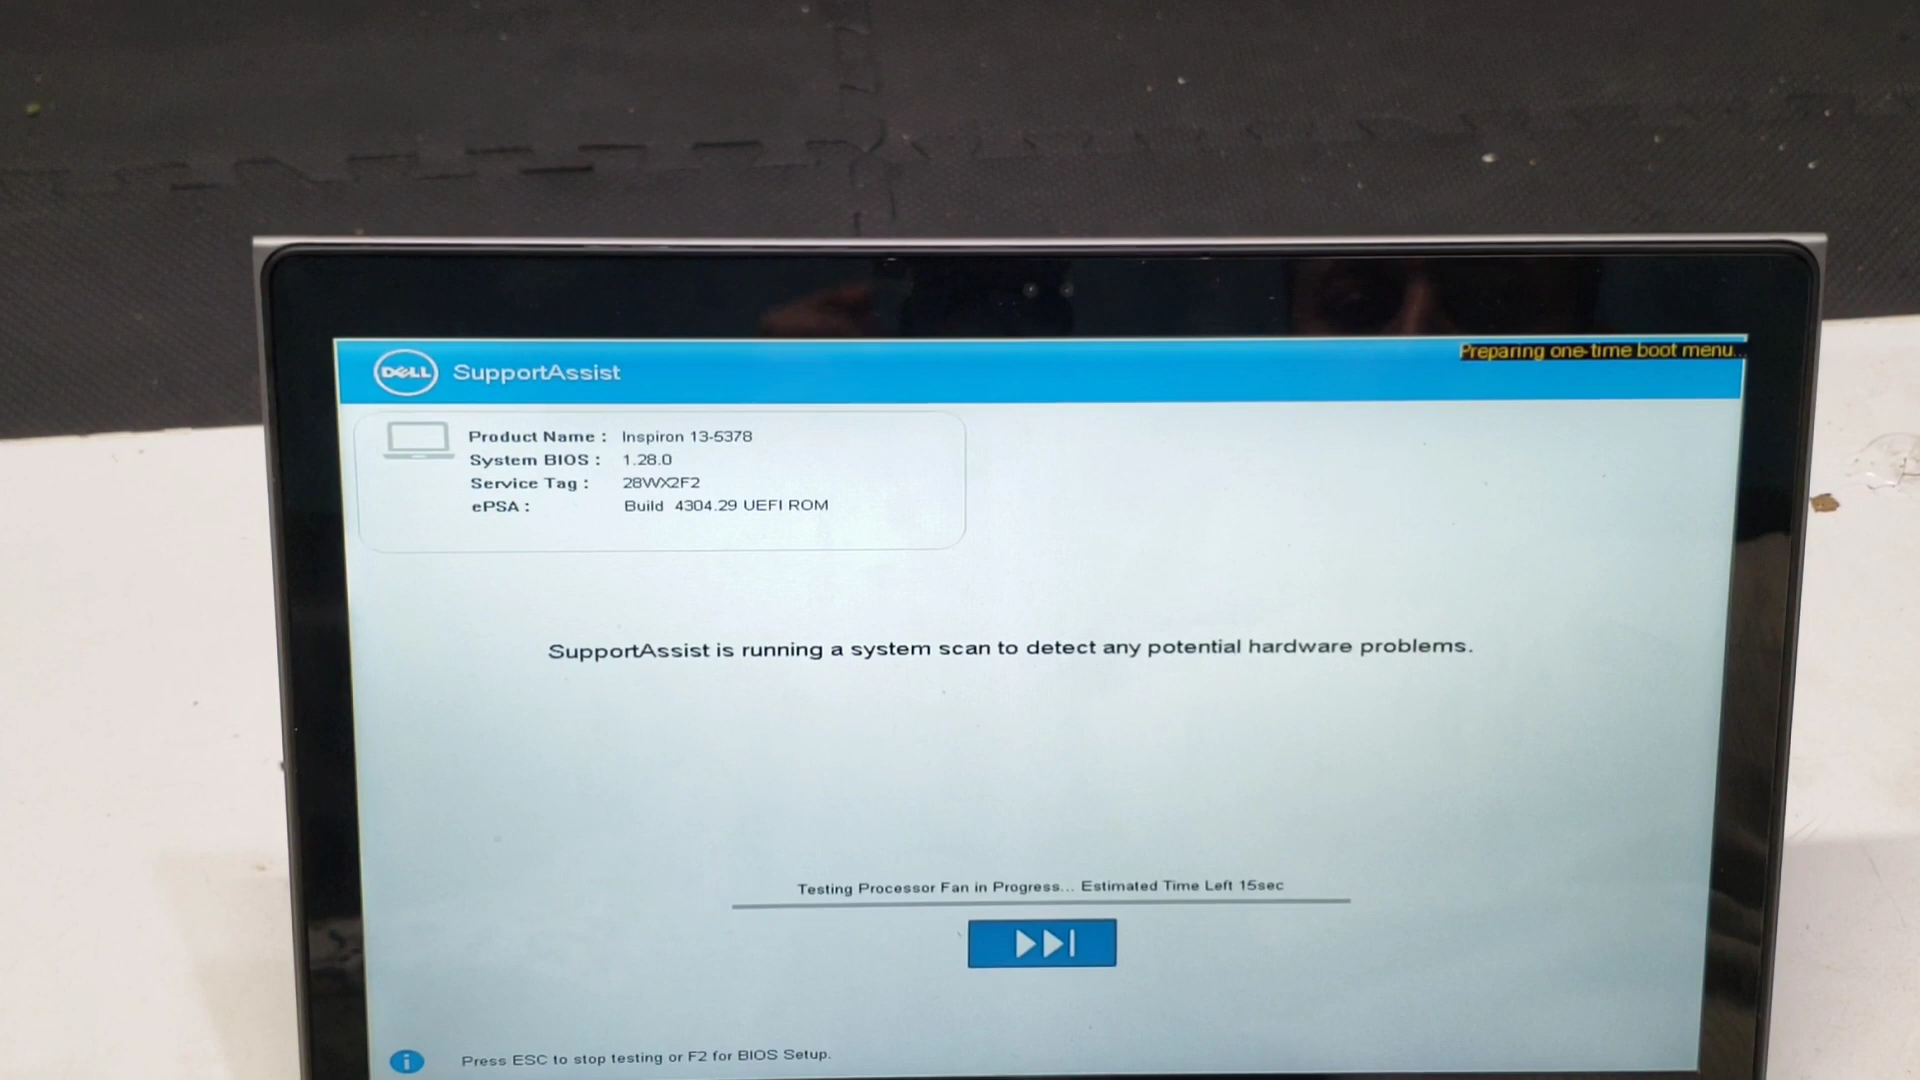 DELL SupportAssist
Preparing one-time boot menu...
Product Name : Inspiron 13-5378
System BIOS : 1.28.0
Service Tag : 28WX2F2
ePSA : Build 4304.29 UEFI ROM
SupportAssist is running a system scan to detect any potential hardware problems.
Testing Processor Fan in Progress... Estimated Time Left 15sec
Press ESC to stop testing or F2 for BIOS Setup.